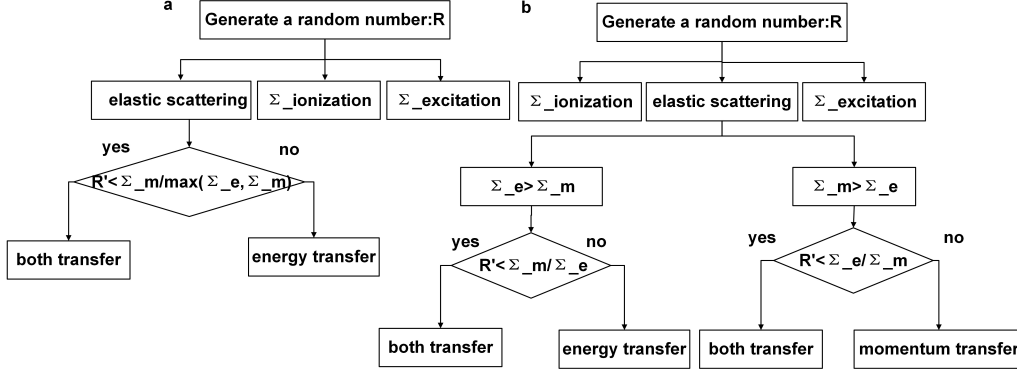 a
Generate a random number:R
elastic scattering
Σ_ionization
Σ_excitation
yes
no
R'< Σ_m/max( Σ_e, Σ_m)
both transfer
energy transfer
b
Generate a random number:R
Σ_ionization
elastic scattering
Σ_excitation
Σ_e> Σ_m
Σ_m> Σ_e
yes
no
R'< Σ_m/ Σ_e
both transfer
energy transfer
yes
no
R'< Σ_e/ Σ_m
both transfer
momentum transfer